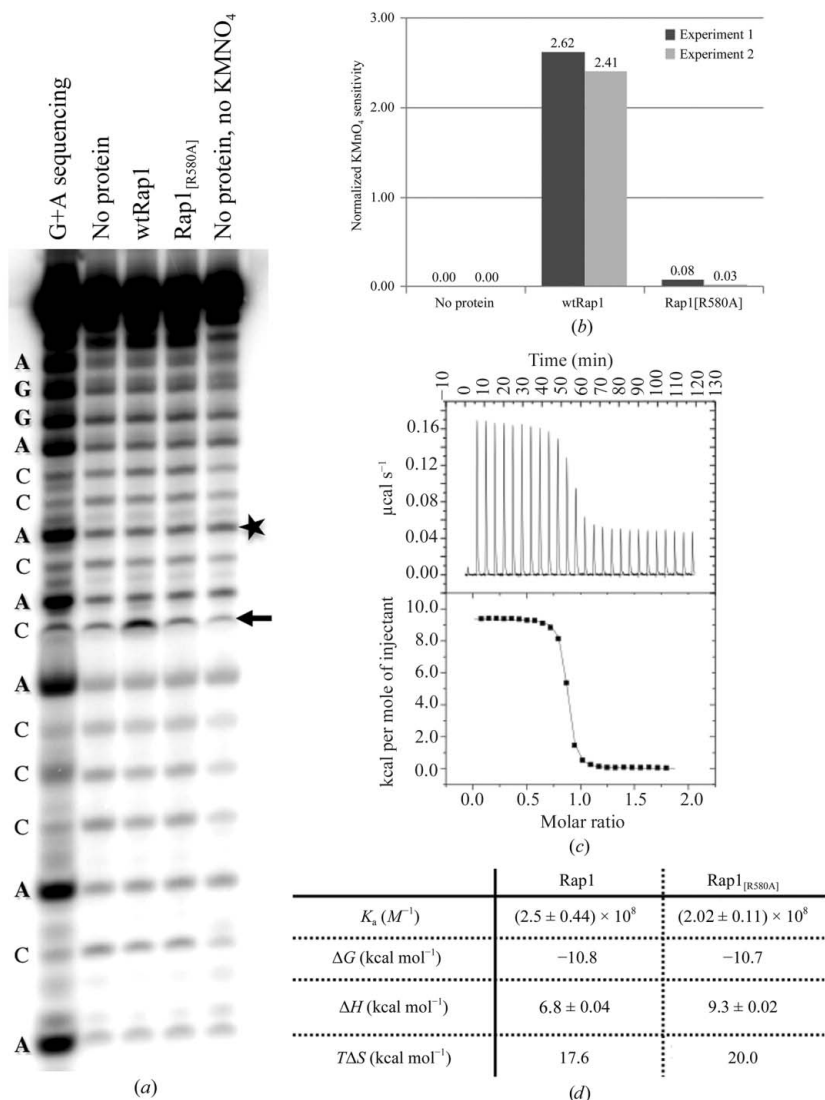 G+A sequencing
No protein
wtRap1
Rap1[R580A]
No protein, no KMNO4
A
G
G
A
C
C
A
C
A
C
A
C
C
C
A
C
A
(a)
Normalized KMnO4 sensitivity
3.00
2.00
1.00
0.00
Experiment 1
Experiment 2
2.62
2.41
0.00
0.00
0.08
0.03
No protein
wtRap1
Rap1[R580A]
(b)
Time (min)
−10 0 10 20 30 40 50 60 70 80 90 100 110 120 130
µcal s−1
0.16
0.12
0.08
0.04
0.00
kcal per mole of injectant
10.0
8.0
6.0
4.0
2.0
0.0
0.0 0.5 1.0 1.5 2.0
Molar ratio
(c)
Rap1 Rap1[R580A]
Ka (M−1) (2.5 ± 0.44) × 10^8 (2.02 ± 0.11) × 10^8
ΔG (kcal mol−1) −10.8 −10.7
ΔH (kcal mol−1) 6.8 ± 0.04 9.3 ± 0.02
TΔS (kcal mol−1) 17.6 20.0
(d)